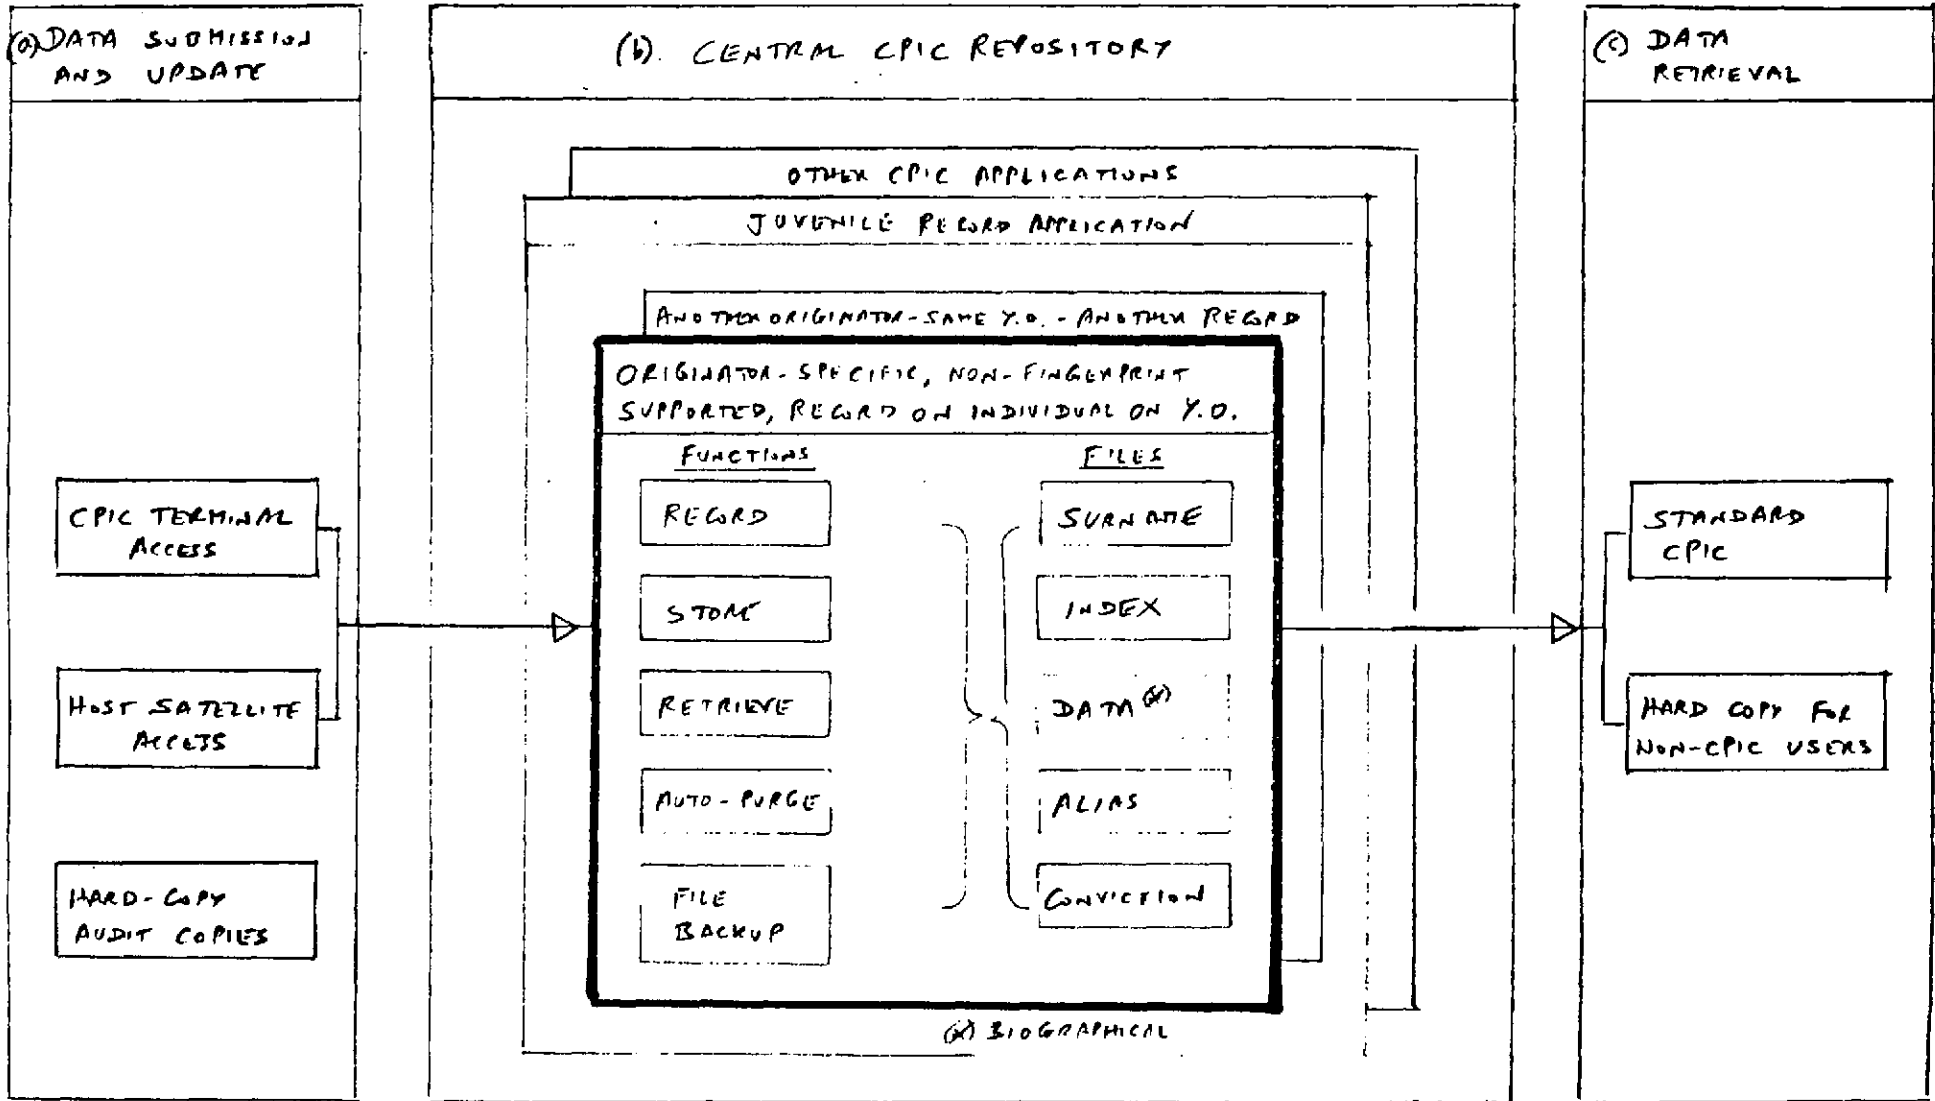 (a) DATA SUBMISSION
AND UPDATE
(b). CENTRAL CPIC REPOSITORY
(c) DATA
RETRIEVAL
OTHER CPIC APPLICATIONS
JUVENILE RECORD APPLICATION
ANOTHER ORIGINATOR-SAME Y.O.-ANOTHER RECORD
ORIGINATOR-SPECIFIC, NON-FINGERPRINT
SUPPORTED, RECORD ON INDIVIDUAL ON Y.O.
FUNCTIONS
RECORD
STORE
RETRIEVE
AUTO-PURGE
FILE
BACKUP
FILES
SURNAME
INDEX
DATA (x)
ALIAS
CONVICTION
(x) BIOGRAPHICAL
CPIC TERMINAL
ACCESS
HOST SATELLITE
ACCESS
HARD-COPY
AUDIT COPIES
STANDARD
CPIC
HARD COPY FOR
NON-CPIC USERS